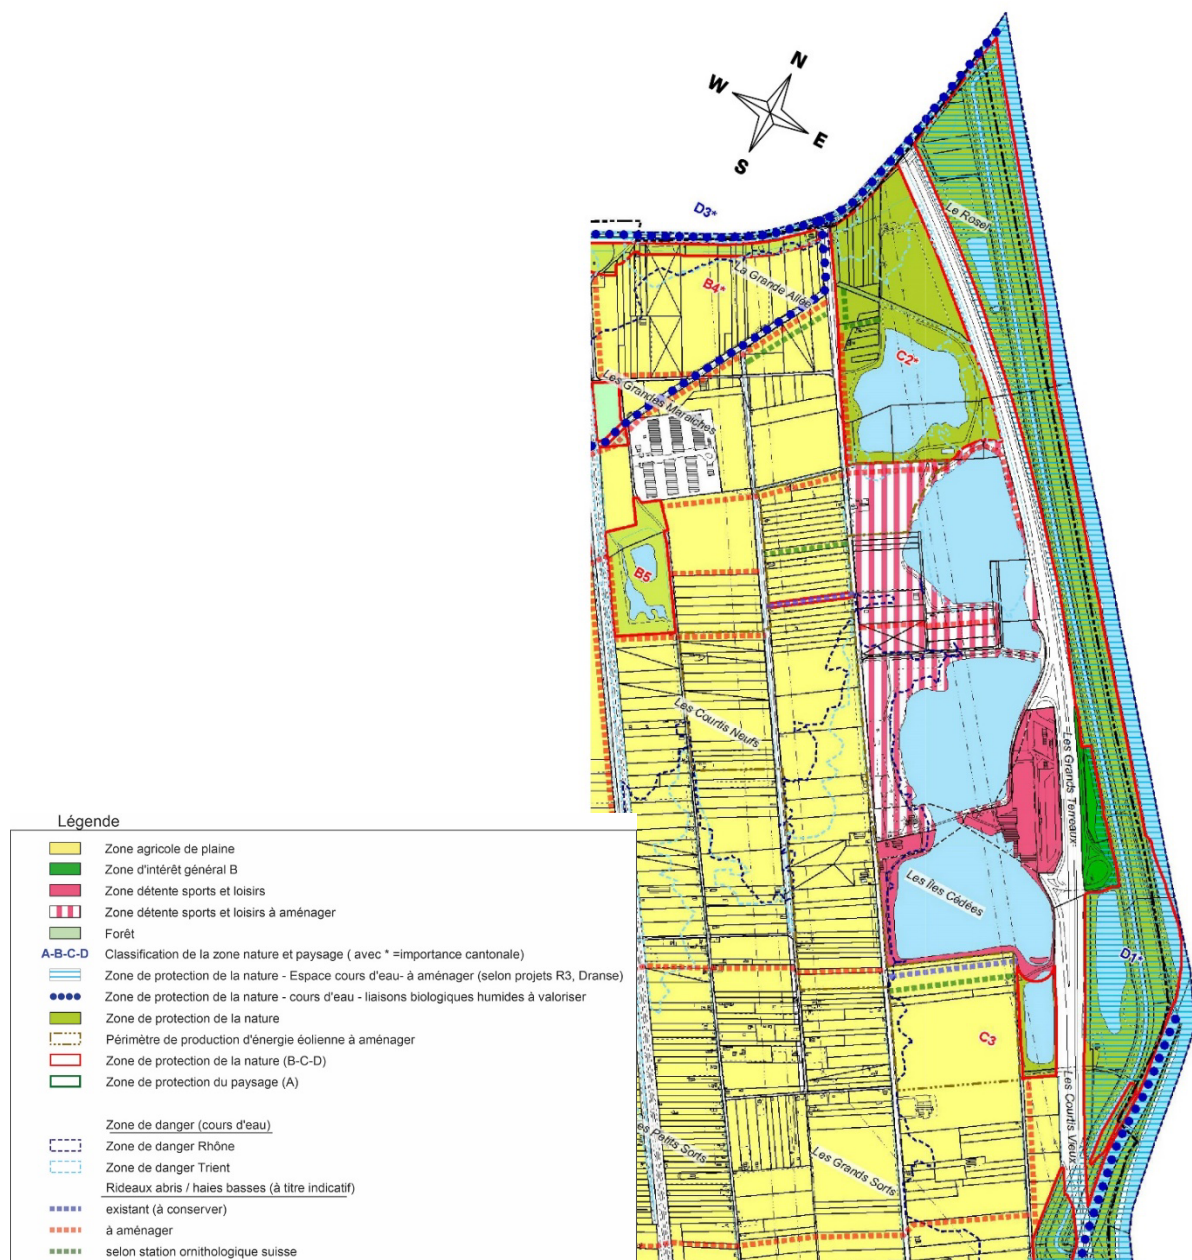 N
W
E
S
D3*
Le Rosel
La Grande Allée
B4*
C2*
Les Grandes Maraiches
B5
Les Courtis Neufs
=Les Grands Terreaux=
Les Îles Cédées
D1*
C3
Les Courtis Vieux
es Petits Sorts
Les Grands Sorts
Légende
Zone agricole de plaine
Zone d'intérêt général B
Zone détente sports et loisirs
Zone détente sports et loisirs à aménager
Forêt
A-B-C-D Classification de la zone nature et paysage ( avec * =importance cantonale)
Zone de protection de la nature - Espace cours d'eau- à aménager (selon projets R3, Dranse)
Zone de protection de la nature - cours d'eau - liaisons biologiques humides à valoriser
Zone de protection de la nature
Périmètre de production d'énergie éolienne à aménager
Zone de protection de la nature (B-C-D)
Zone de protection du paysage (A)
Zone de danger (cours d'eau)
Zone de danger Rhône
Zone de danger Trient
Rideaux abris / haies basses (à titre indicatif)
existant (à conserver)
à aménager
selon station ornithologique suisse